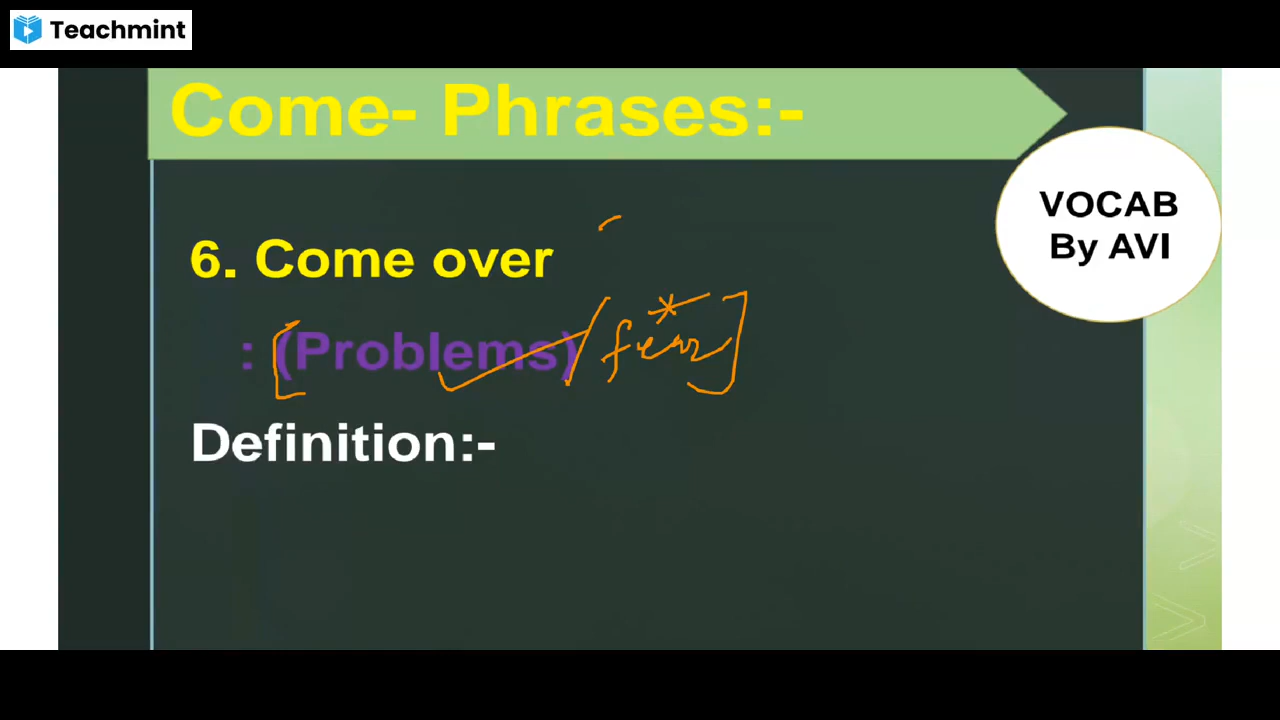 Teachmint
Come- Phrases:-
VOCAB
By AVI
6. Come over
: (Problems) / fear
Definition:-